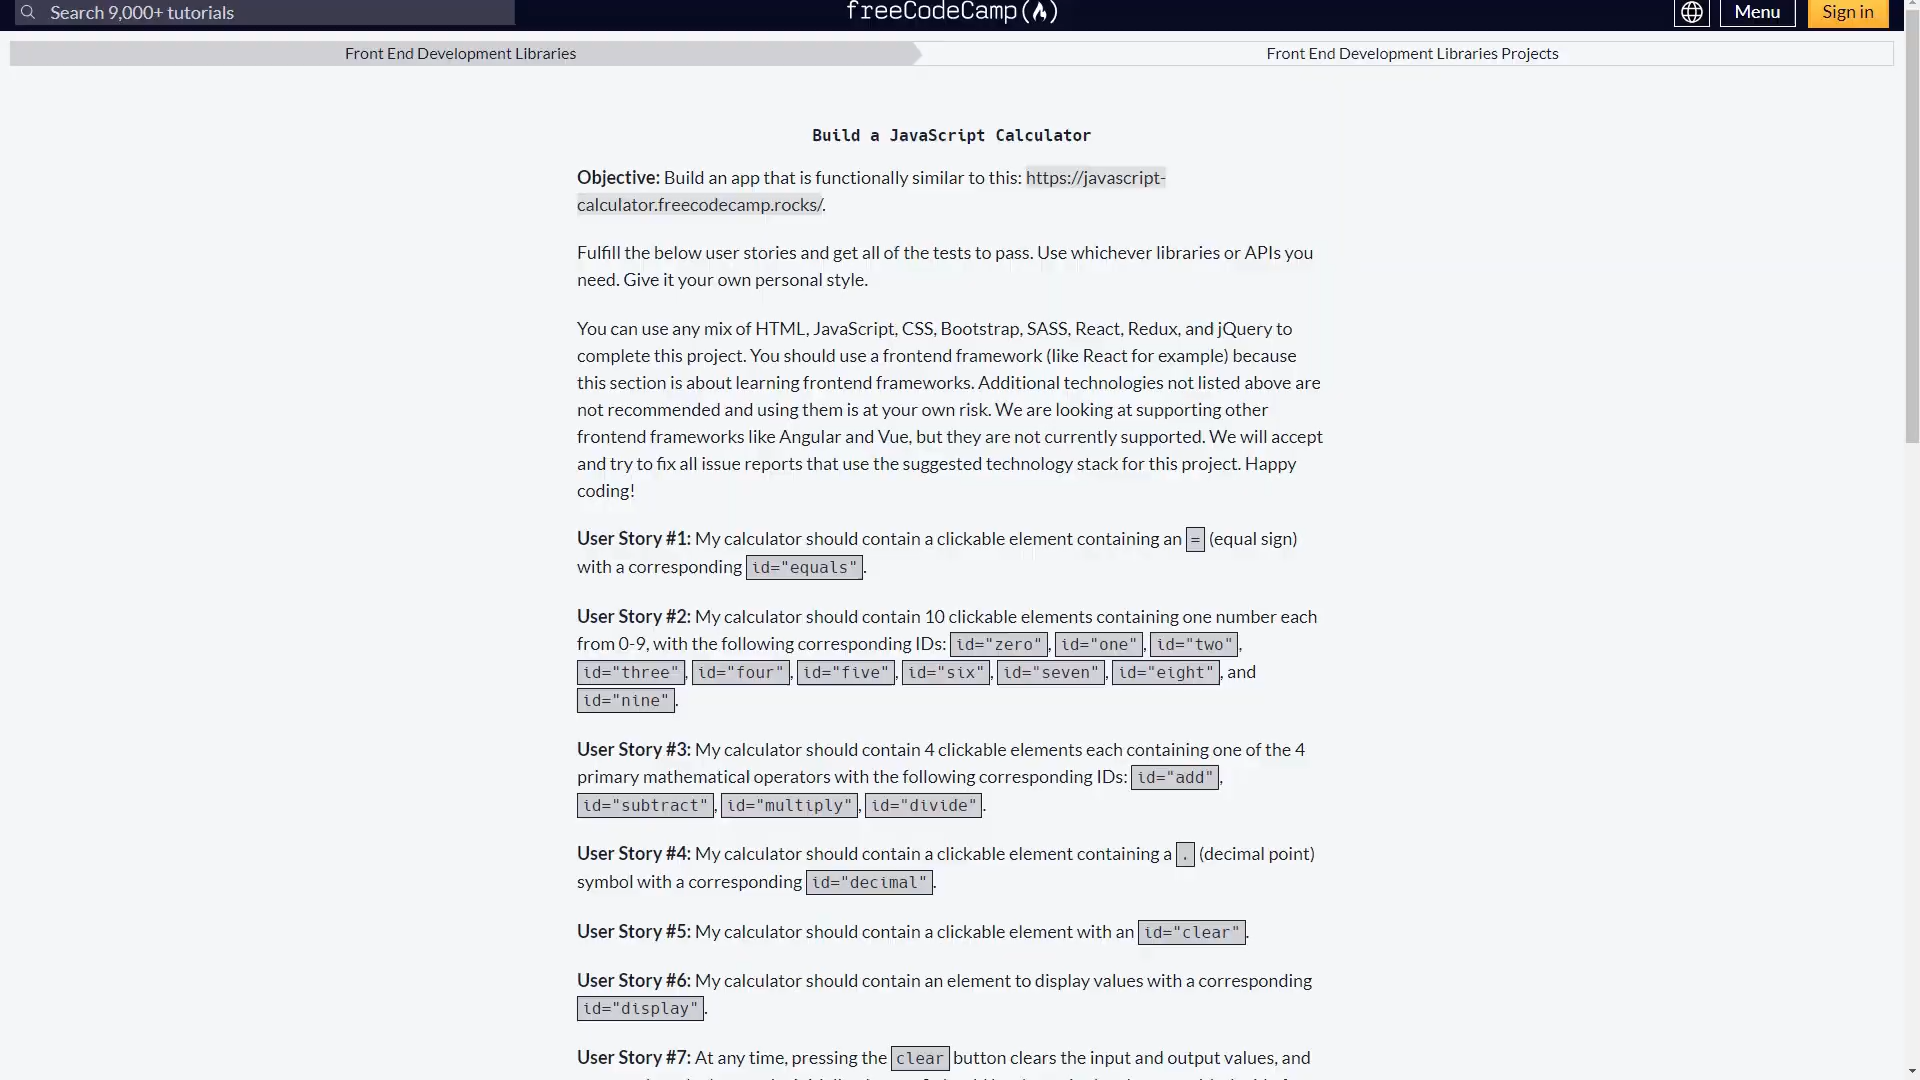 Search 9,000+ tutorials
freeCodeCamp
Menu
Sign in
Front End Development Libraries
Front End Development Libraries Projects
Build a JavaScript Calculator
Objective: Build an app that is functionally similar to this: https://javascript-
calculator.freecodecamp.rocks/.
Fulfill the below user stories and get all of the tests to pass. Use whichever libraries or APIs you
need. Give it your own personal style.
You can use any mix of HTML, JavaScript, CSS, Bootstrap, SASS, React, Redux, and jQuery to
complete this project. You should use a frontend framework (like React for example) because
this section is about learning frontend frameworks. Additional technologies not listed above are
not recommended and using them is at your own risk. We are looking at supporting other
frontend frameworks like Angular and Vue, but they are not currently supported. We will accept
and try to fix all issue reports that use the suggested technology stack for this project. Happy
coding!
User Story #1: My calculator should contain a clickable element containing an = (equal sign)
with a corresponding id="equals".
User Story #2: My calculator should contain 10 clickable elements containing one number each
from 0-9, with the following corresponding IDs: id="zero", id="one", id="two",
id="three", id="four", id="five", id="six", id="seven", id="eight", and
id="nine".
User Story #3: My calculator should contain 4 clickable elements each containing one of the 4
primary mathematical operators with the following corresponding IDs: id="add",
id="subtract", id="multiply", id="divide".
User Story #4: My calculator should contain a clickable element containing a . (decimal point)
symbol with a corresponding id="decimal".
User Story #5: My calculator should contain a clickable element with an id="clear".
User Story #6: My calculator should contain an element to display values with a corresponding
id="display".
User Story #7: At any time, pressing the clear button clears the input and output values, and